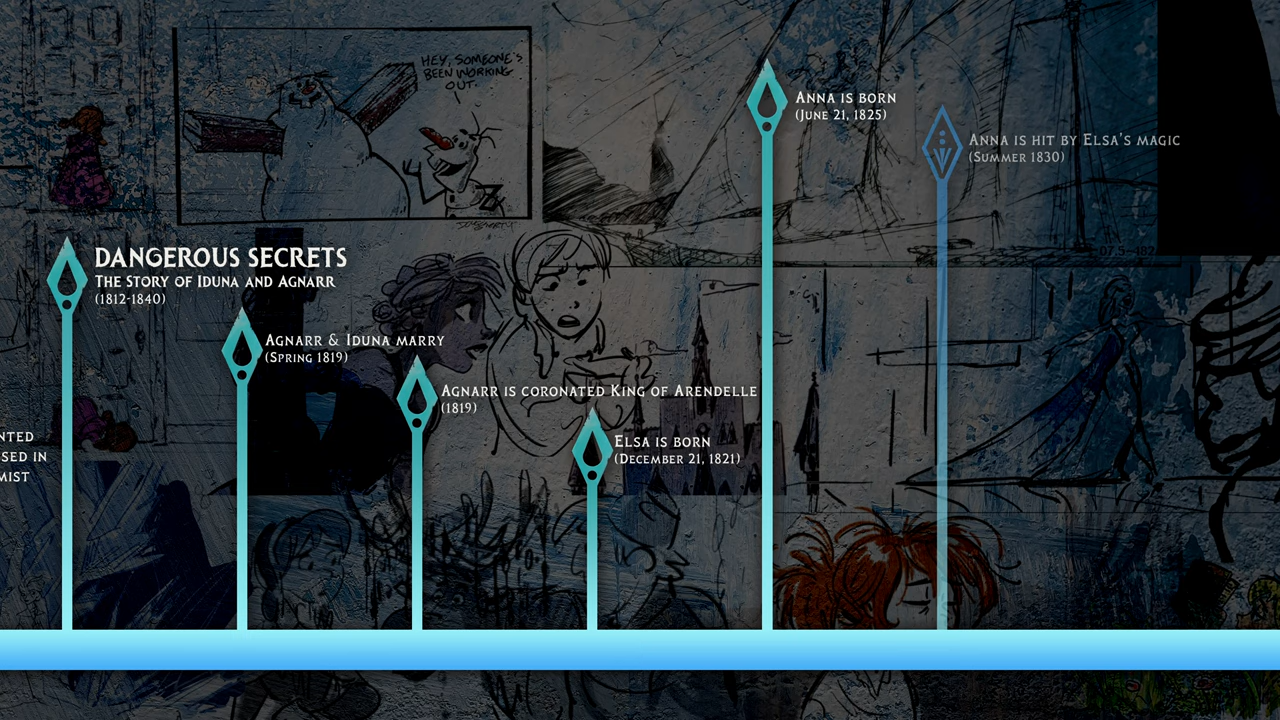 HEY, SOMEONE'S
BEEN WORKING
OUT.
ANNA IS BORN
(JUNE 21, 1825)
ANNA IS HIT BY ELSA'S MAGIC
(SUMMER 1830)
DANGEROUS SECRETS
THE STORY OF IDUNA AND AGNARR
(1812-1840)
AGNARR & IDUNA MARRY
(SPRING 1819)
AGNARR IS CORONATED KING OF ARENDELLE
(1819)
ELSA IS BORN
(DECEMBER 21, 1821)
NTED
SED IN
MIST